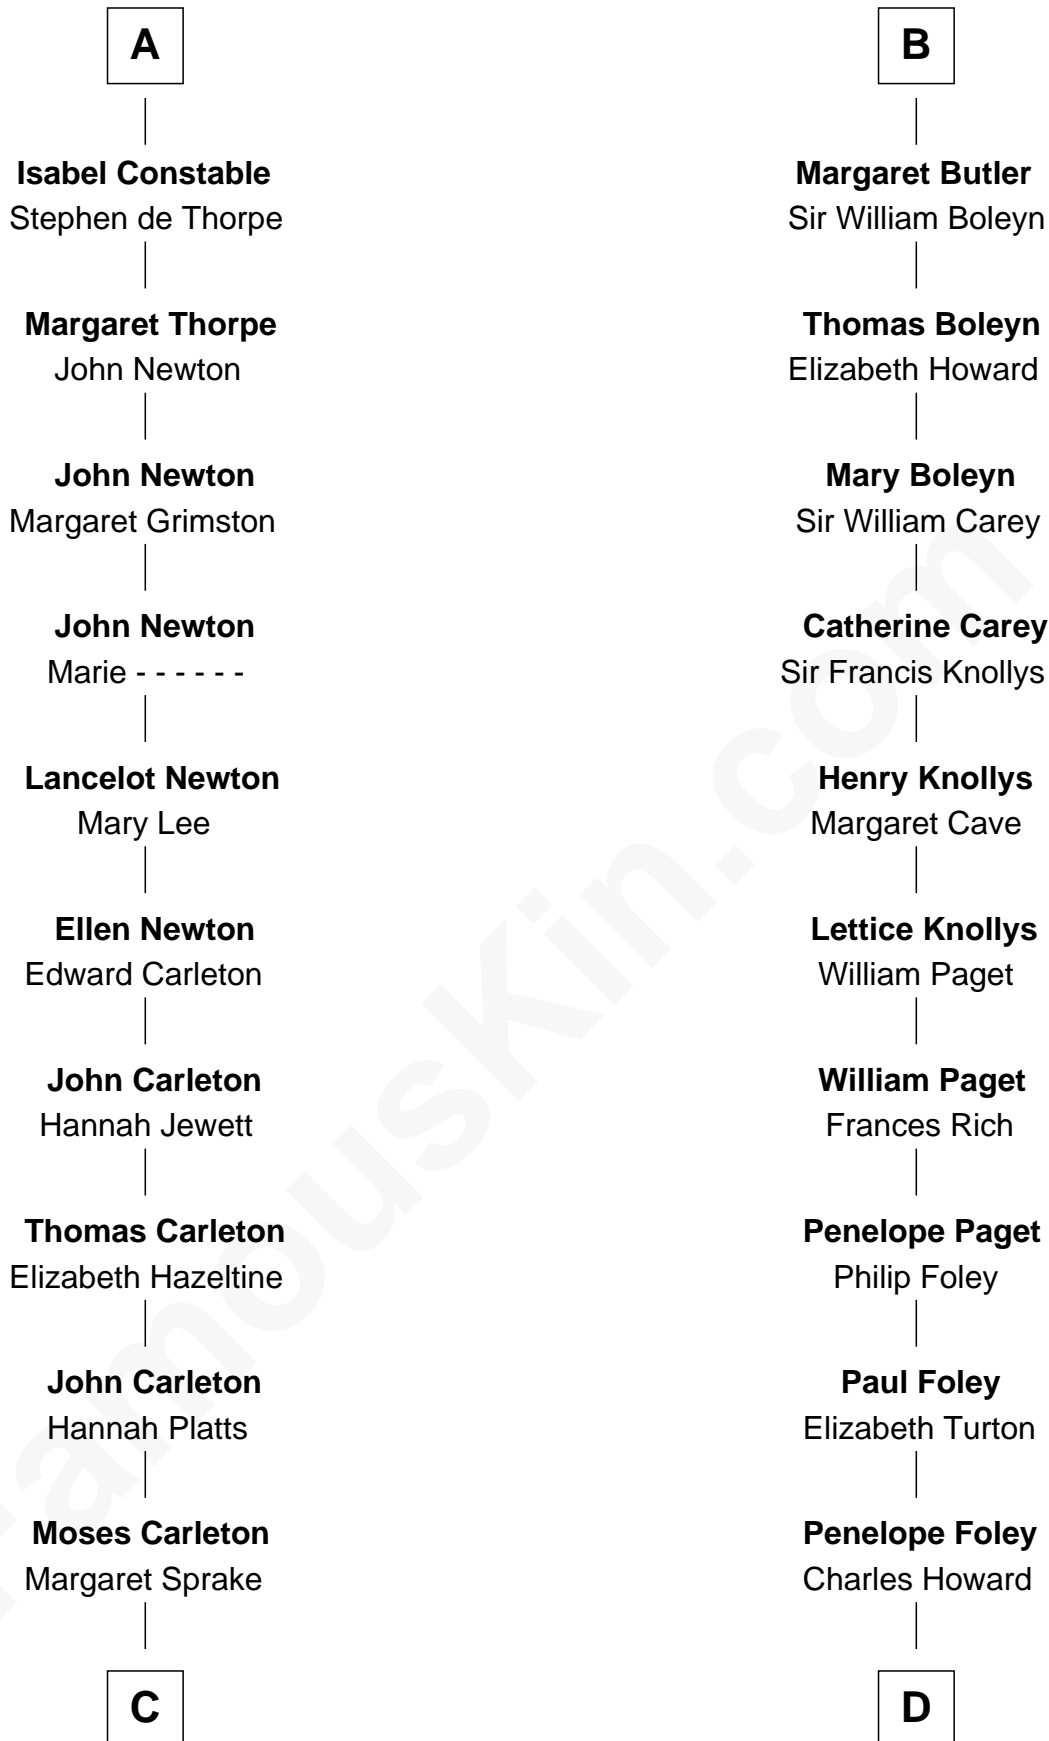 A
Isabel Constable
Stephen de Thorpe
Margaret Thorpe
John Newton
John Newton
Margaret Grimston
John Newton
Marie - - - - - -
Lancelot Newton
Mary Lee
Ellen Newton
Edward Carleton
John Carleton
Hannah Jewett
Thomas Carleton
Elizabeth Hazeltine
John Carleton
Hannah Platts
Moses Carleton
Margaret Sprake
C
B
Margaret Butler
Sir William Boleyn
Thomas Boleyn
Elizabeth Howard
Mary Boleyn
Sir William Carey
Catherine Carey
Sir Francis Knollys
Henry Knollys
Margaret Cave
Lettice Knollys
William Paget
William Paget
Frances Rich
Penelope Paget
Philip Foley
Paul Foley
Elizabeth Turton
Penelope Foley
Charles Howard
D
FamousKin.com